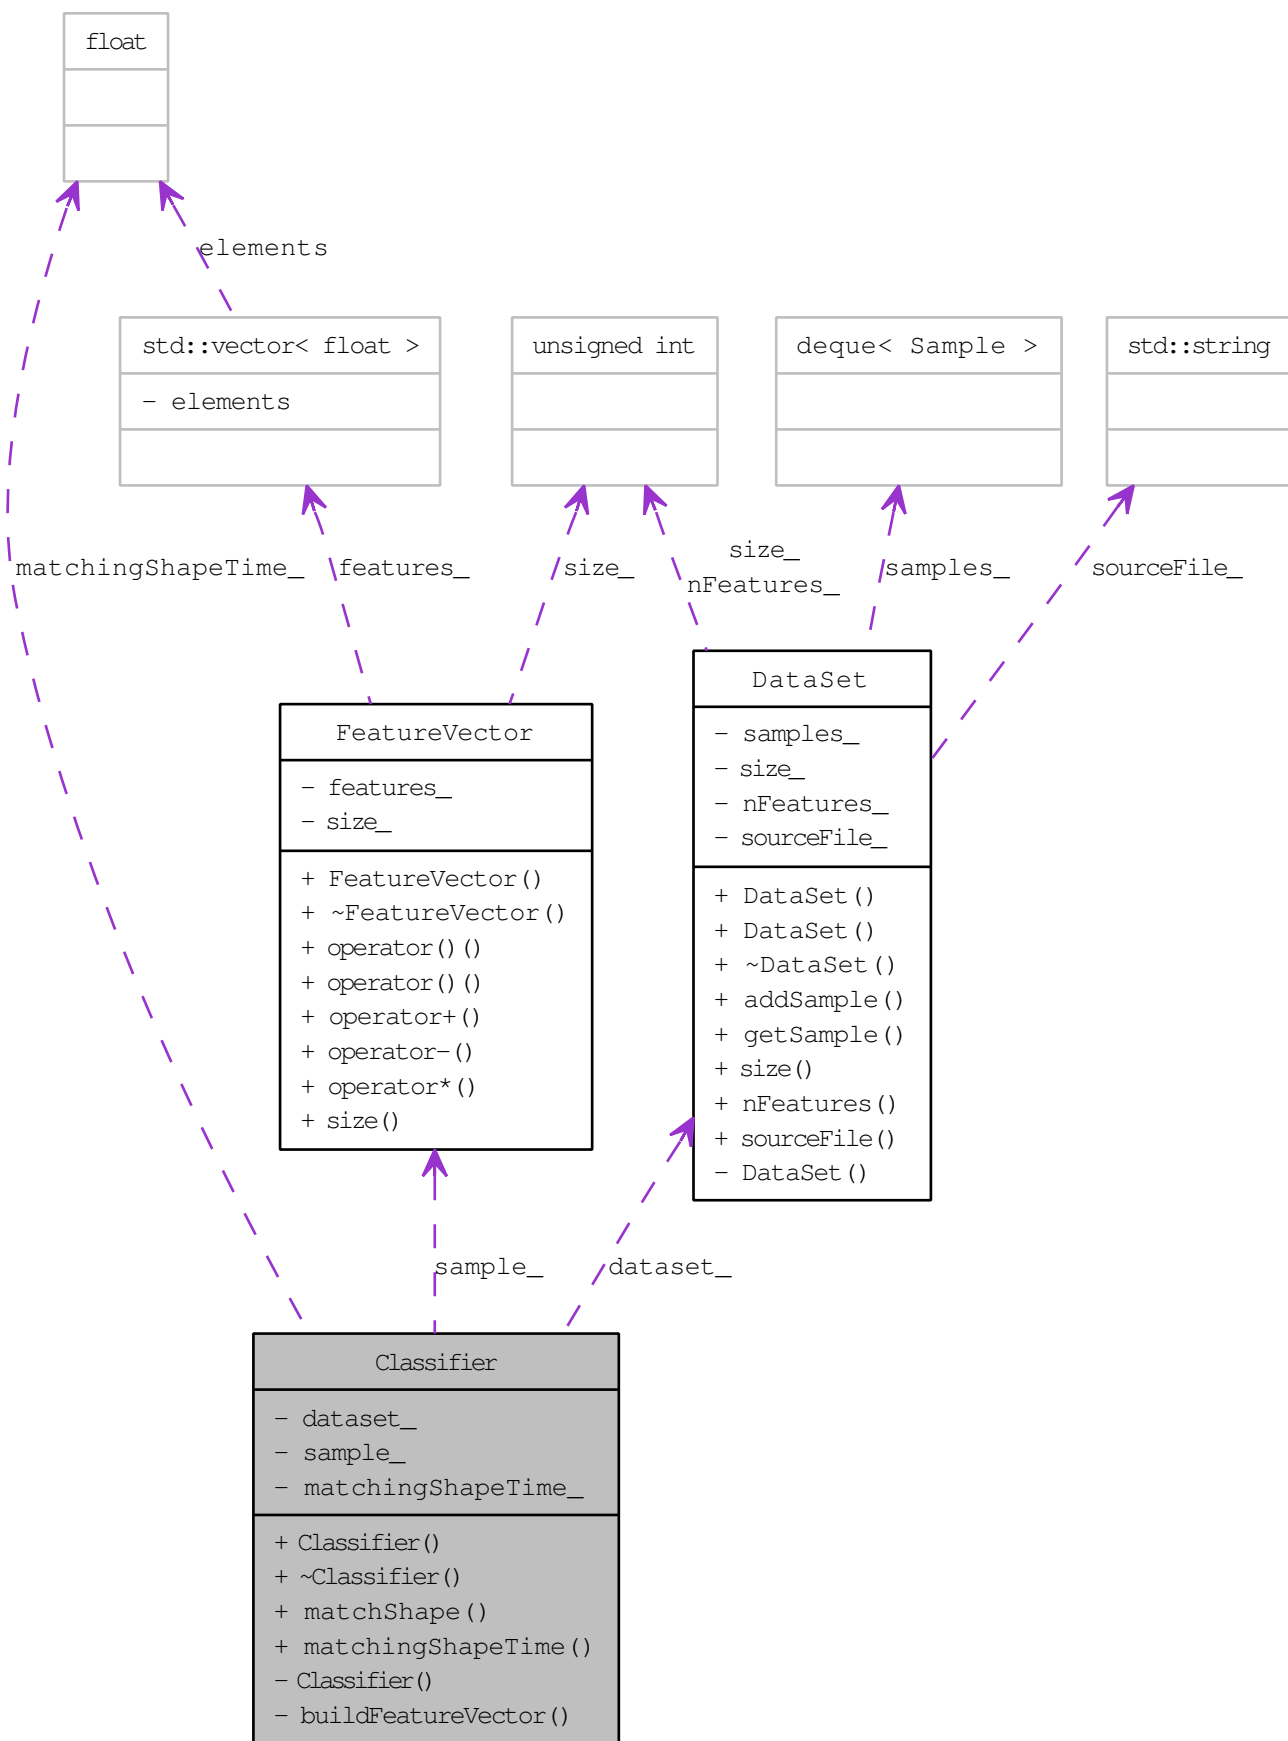 float
elements
std::vector< float >
- elements
unsigned int
deque< Sample >
std::string
matchingShapeTime_
features_
size_
size_
nFeatures_
samples_
sourceFile_
FeatureVector
- features_
- size_
+ FeatureVector()
+ ~FeatureVector()
+ operator()()
+ operator()()
+ operator+()
+ operator-()
+ operator*()
+ size()
DataSet
- samples_
- size_
- nFeatures_
- sourceFile_
+ DataSet()
+ DataSet()
+ ~DataSet()
+ addSample()
+ getSample()
+ size()
+ nFeatures()
+ sourceFile()
- DataSet()
sample_
dataset_
Classifier
- dataset_
- sample_
- matchingShapeTime_
+ Classifier()
+ ~Classifier()
+ matchShape()
+ matchingShapeTime()
- Classifier()
- buildFeatureVector()